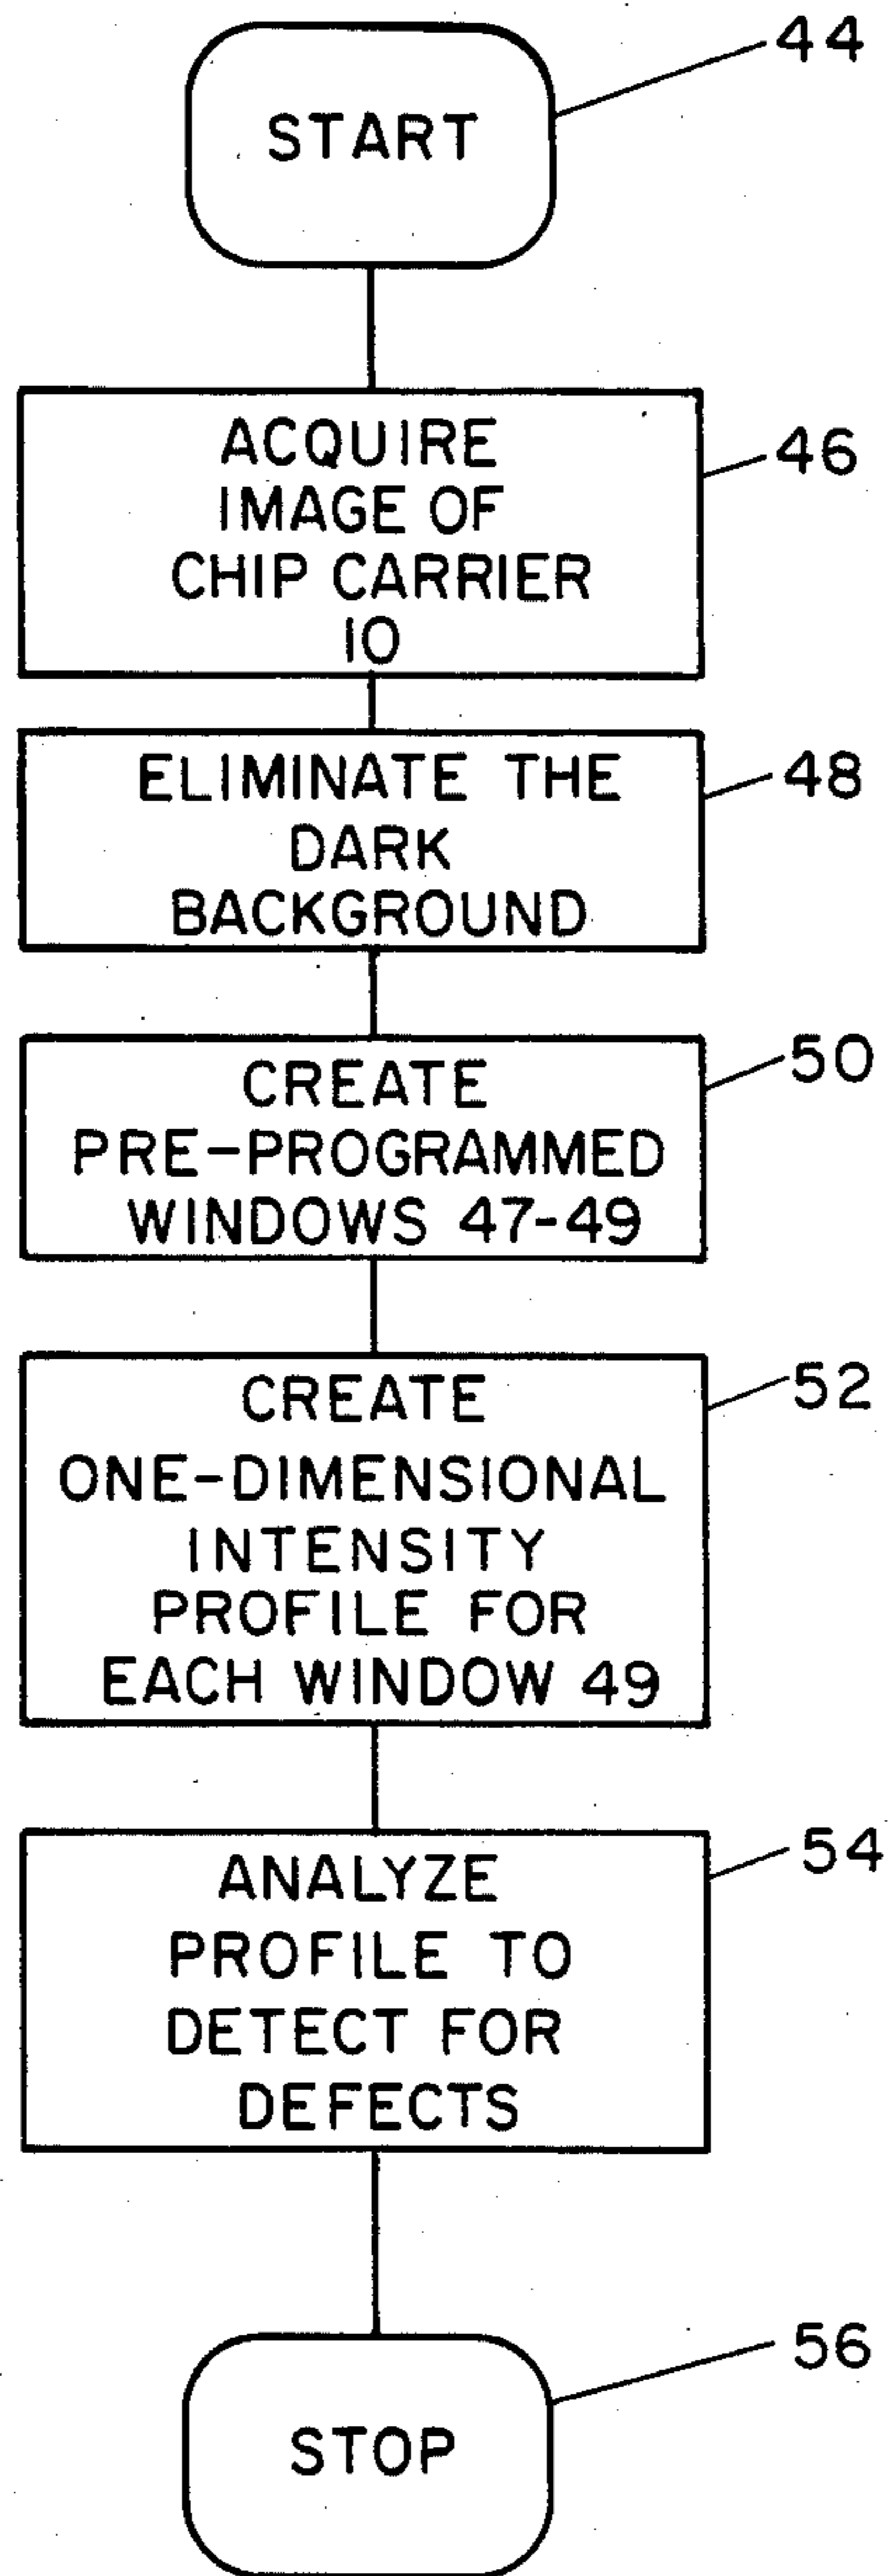 START
44
ACQUIRE
IMAGE OF
CHIP CARRIER
10
46
ELIMINATE THE
DARK
BACKGROUND
48
CREATE
PRE-PROGRAMMED
WINDOWS 47-49
50
CREATE
ONE-DIMENSIONAL
INTENSITY
PROFILE FOR
EACH WINDOW 49
52
ANALYZE
PROFILE TO
DETECT FOR
DEFECTS
54
STOP
56